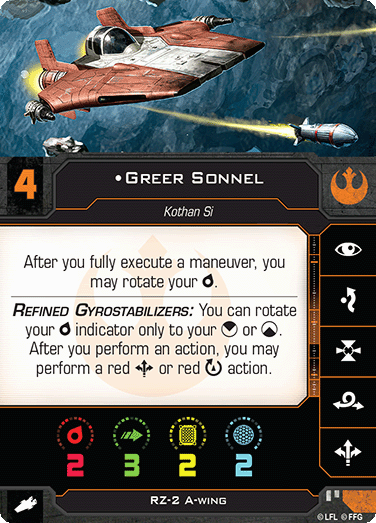 4
•Greer Sonnel
Kothan Si
After you fully execute a maneuver, you
may rotate your .
Refined Gyrostabilizers: You can rotate
your indicator only to your or .
After you perform an action, you may
perform a red or red action.
2 3 2 2
RZ-2 A-wing
© LFL © FFG